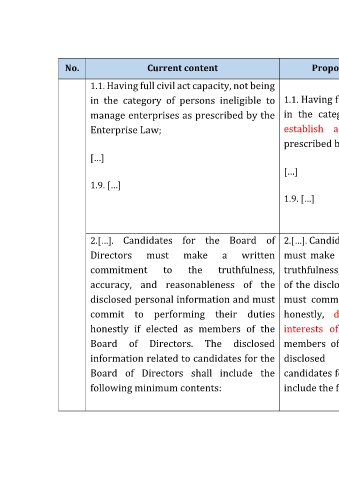 No.
Current content
Propo
1.1. Having full civil act capacity, not being
in the category of persons ineligible to
manage enterprises as prescribed by the
Enterprise Law;
[…]
1.9. […]
1.1. Having f
in the categ
establish a
prescribed b
[…]
1.9. […]
2.[…]. Candidates for the Board of
Directors must make a written
commitment to the truthfulness,
accuracy, and reasonableness of the
disclosed personal information and must
commit to performing their duties
honestly if elected as members of the
Board of Directors. The disclosed
information related to candidates for the
Board of Directors shall include the
following minimum contents:
2.[…]. Candid
must make
truthfulness,
of the disclo
must comm
honestly, d
interests of
members of
disclosed
candidates f
include the f